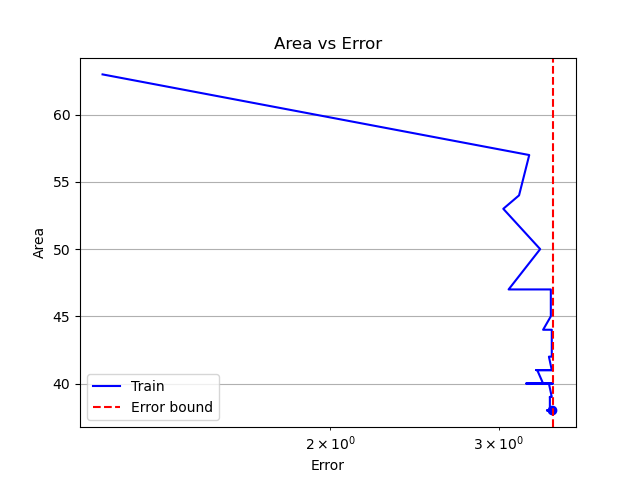 Area vs Error
Area
60
55
50
45
40
Train
Error bound
2 × 10⁰
3 × 10⁰
Error